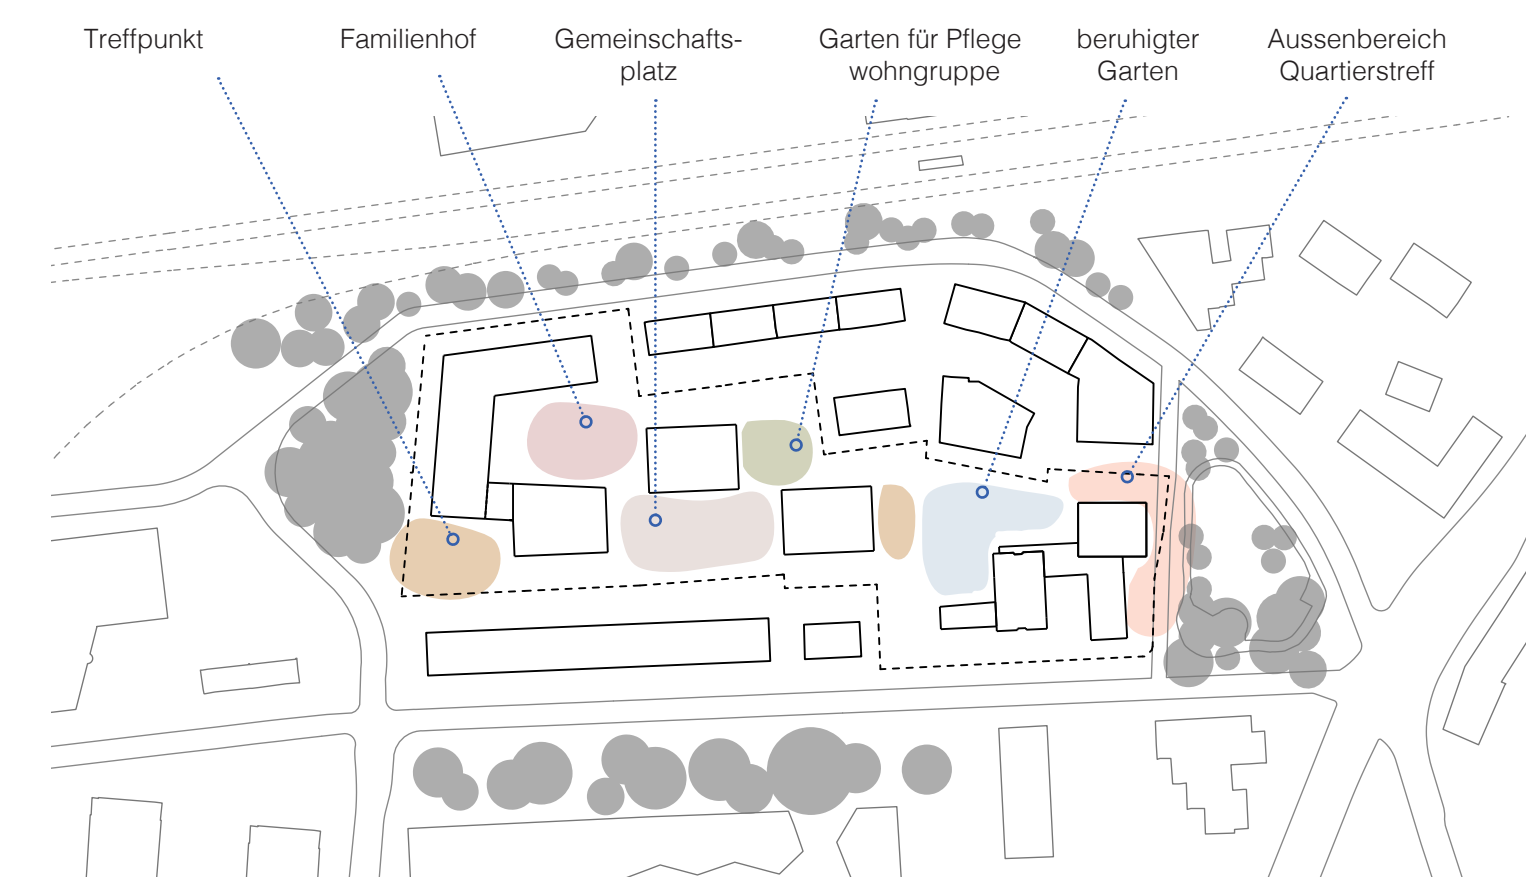 Treffpunkt
Familienhof
Gemeinschafts-
platz
Garten für Pflege
wohngruppe
beruhigter
Garten
Aussenbereich
Quartierstreff